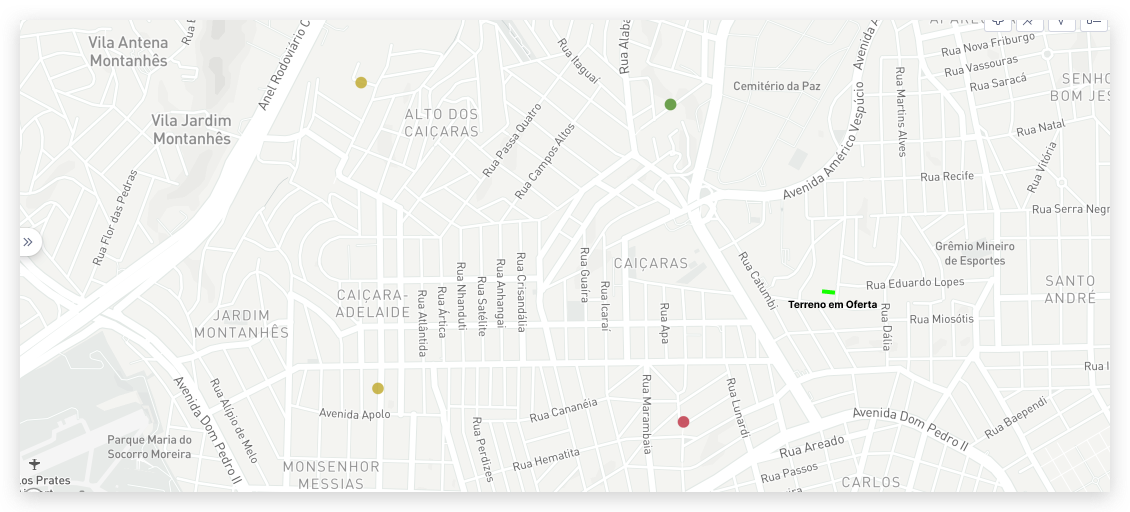 Vila Antena
Montanhês
Anel Rodoviário C
Rua Itaguaí
Rua Alaba
Avenida A
Rua Nova Friburgo
Rua Vassouras
Rua Saracá
SENHO
BOM JES
Cemitério da Paz
Rua Martins Alves
Vila Jardim
Montanhês
ALTO DOS
CAIÇARAS
Rua Passa Quatro
Rua Campos Altos
Avenida Américo Vespúcio
Rua Natal
Rua Vitória
Rua Recife
Rua Serra Negr
Rua Flor das Pedras
Grêmio Mineiro
de Esportes
CAIÇARAS
Rua Catumbi
Rua Eduardo Lopes
SANTO
ANDRÉ
Terreno em Oferta
Rua Dália
Rua Miosótis
CAIÇARA-
ADELAIDE
Rua Atlântida
Rua Ártica
Rua Nhanduti
Rua Satélite
Rua Anhangai
Rua Crisandália
Rua Guaíra
Rua Icaraí
Rua Apa
JARDIM
MONTANHÊS
Rua I
Avenida Dom Pedro II
Rua Alípio de Melo
Avenida Apolo
Rua Perdizes
Rua Cananéia
Rua Marambaia
Rua Lunardi
Avenida Dom Pedro II
Rua Baependi
Parque Maria do
Socorro Moreira
Rua Hematita
Rua Areado
Rua Passos
MONSENHOR
MESSIAS
CARLOS
los Prates